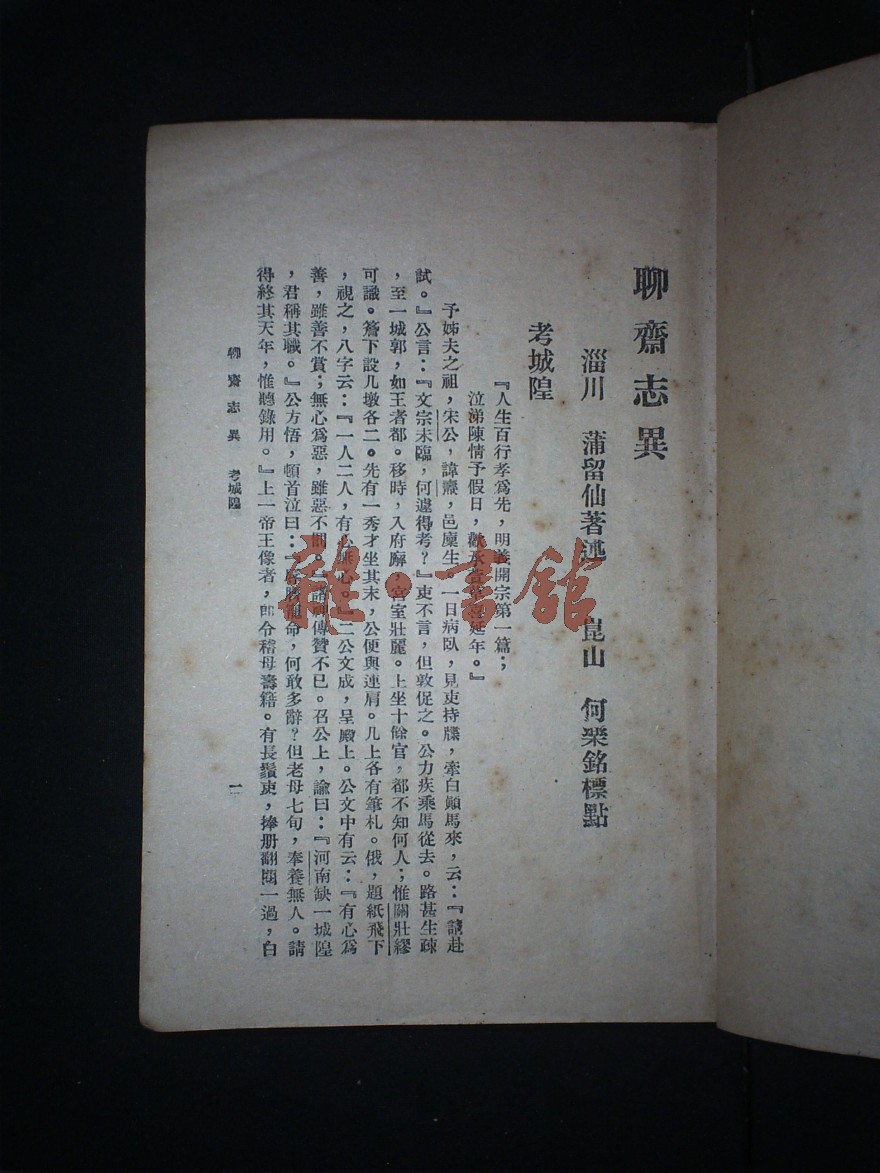 聊齋志異
淄川　蒲留仙著述　崑山　何棨銘標點
考城隍
『人生百行孝爲先，明義開宗第一篇；
泣涕陳情予假日，歡承　延年。』
予姊夫之祖，宋公，諱燾，邑廩生。一日病臥，見吏持牒，牽白顚馬來，云：『請赴
試。』公言：『文宗未臨，何遽得考？』吏不言，但敦促之。公力疾乘馬從去。路甚生疎
，至一城郭，如王者都。移時，入府廨，宮室壯麗。上坐十餘官，都不知何人；惟關壯繆
可識。簷下設几墩各二。先有一秀才坐其末，公便與連肩。几上各有筆札。俄，題紙飛下
，視之，八字云：『一人二人，有心無心。』二公文成，呈殿上。公文中有云：『有心爲
善，雖善不賞；無心爲惡，雖惡不罰。』諸神傳贊不已。召公上，諭曰：『河南缺一城隍
，君稱其職。』公方悟，頓首泣曰：『辱膺寵命，何敢多辭？但老母七旬，奉養無人。請
得終其天年，惟聽錄用。』上一帝王像者，卽令稽母壽籍。有長鬚吏，捧册翻閱一過，白
聊齋志異　考城隍　一
雜·書館